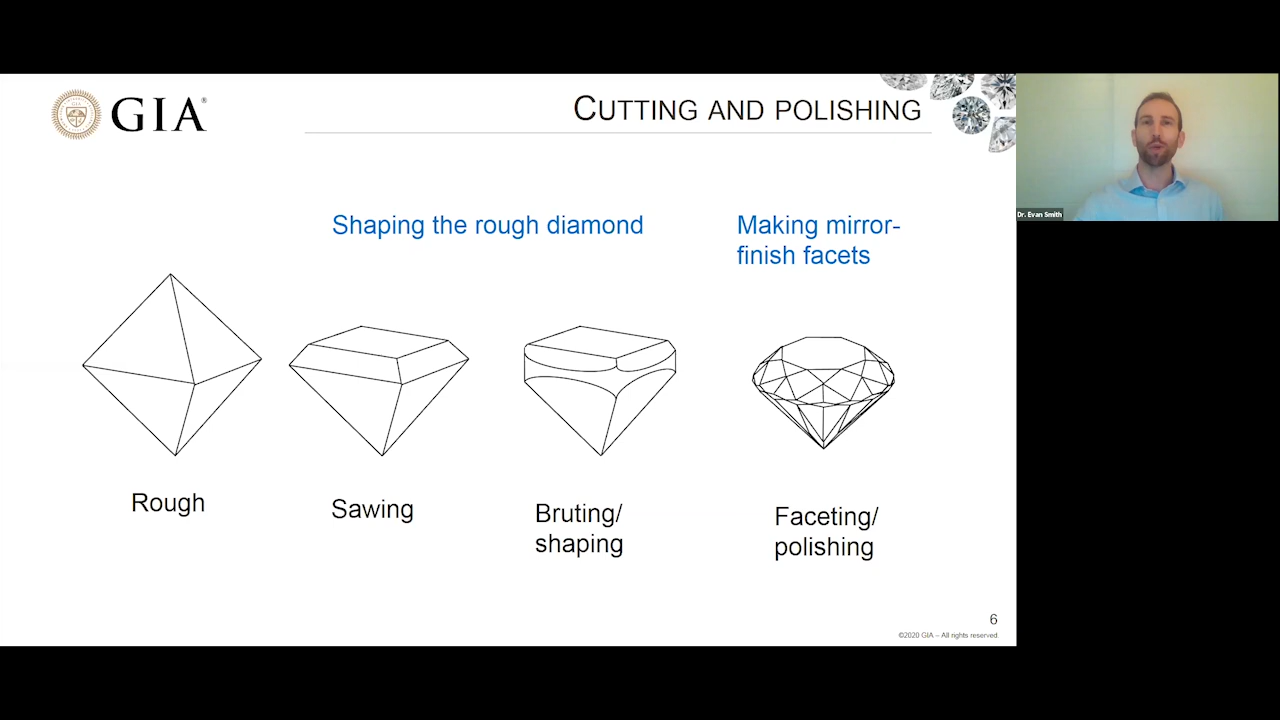 GIA®
GIA
CUTTING AND POLISHING
Dr. Evan Smith
Shaping the rough diamond
Making mirror-
finish facets
Rough
Sawing
Bruting/
shaping
Faceting/
polishing
6
©2020 GIA – All rights reserved